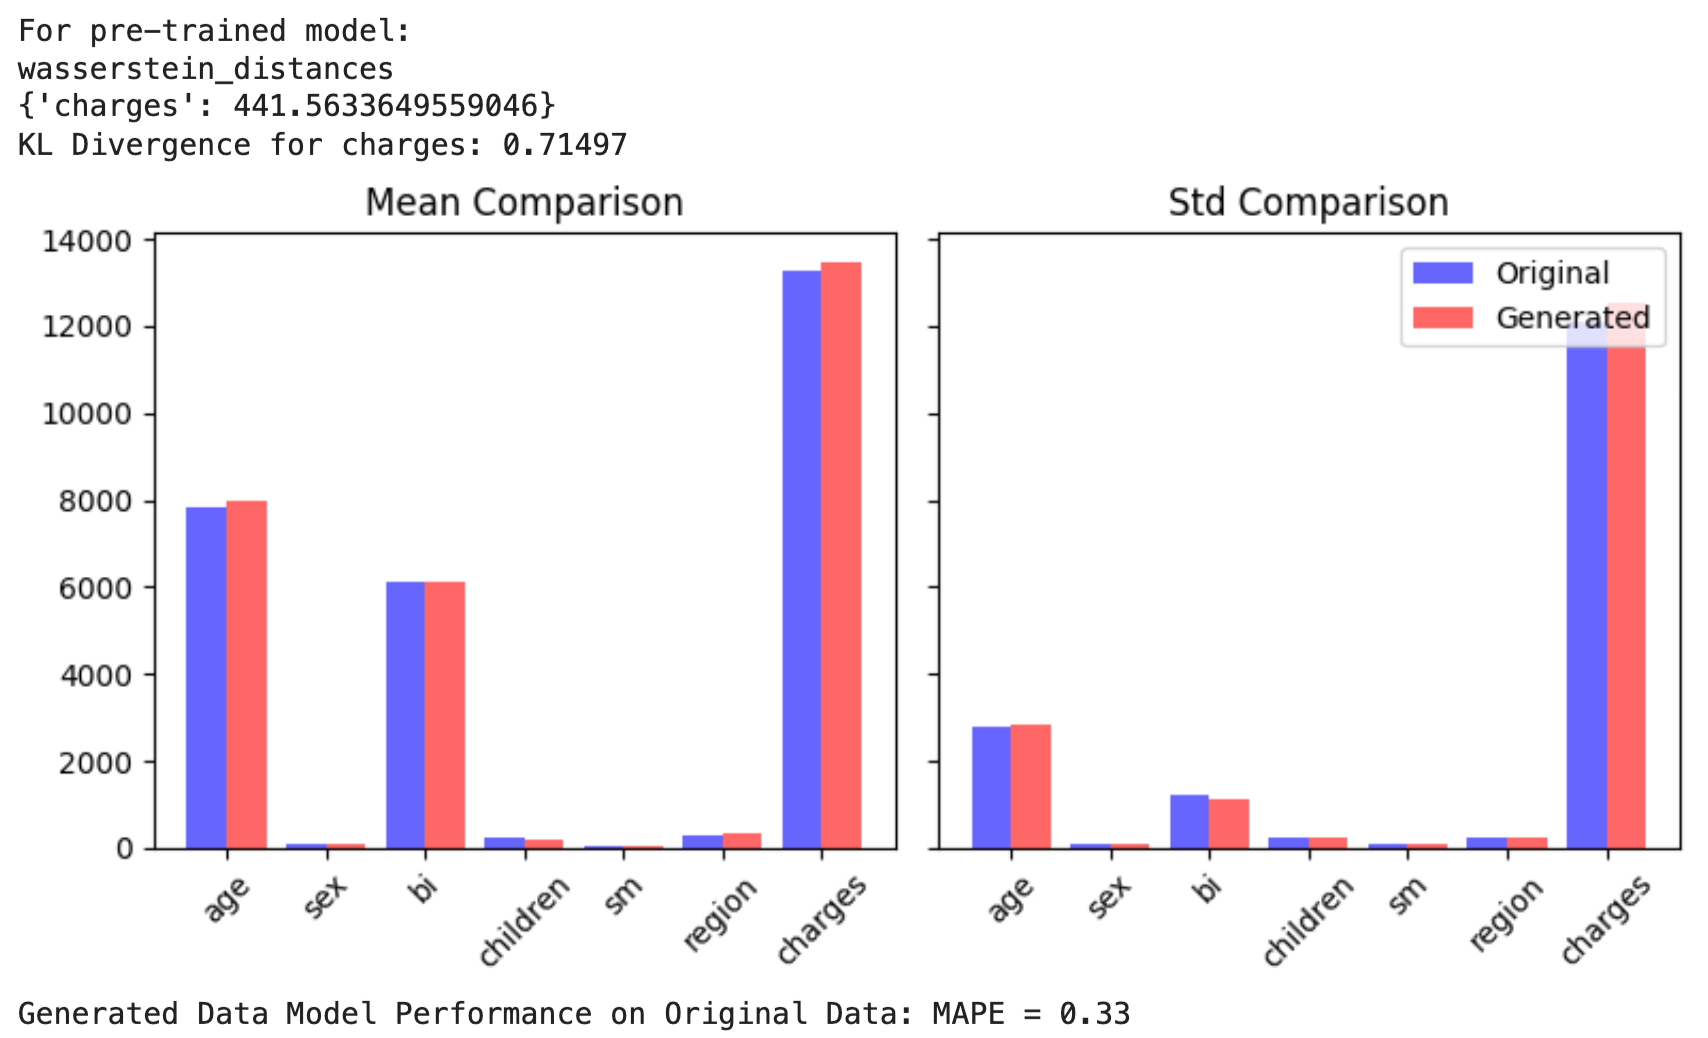 For pre-trained model:
wasserstein_distances
{'charges': 441.5633649559046}
KL Divergence for charges: 0.71497
Mean Comparison
Std Comparison
14000
12000
10000
8000
6000
4000
2000
0
Original
Generated
age
sex
bi
children
sm
region
charges
age
sex
bi
children
sm
region
charges
Generated Data Model Performance on Original Data: MAPE = 0.33